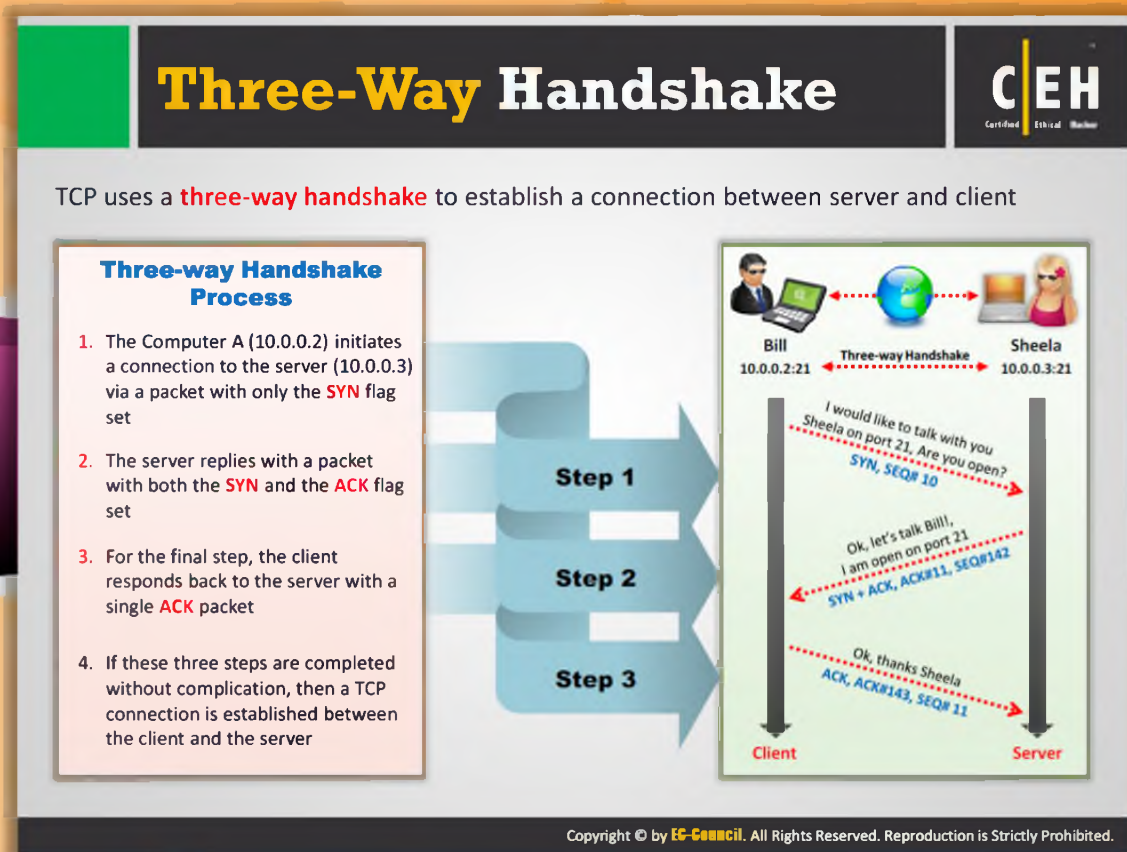 Three-Way Handshake
CEH
Certified Ethical Hacker
TCP uses a three-way handshake to establish a connection between server and client
Three-way Handshake
Process
1. The Computer A (10.0.0.2) initiates
a connection to the server (10.0.0.3)
via a packet with only the SYN flag
set
2. The server replies with a packet
with both the SYN and the ACK flag
set
3. For the final step, the client
responds back to the server with a
single ACK packet
4. If these three steps are completed
without complication, then a TCP
connection is established between
the client and the server
Step 1
Step 2
Step 3
Bill
10.0.0.2:21
Three-way Handshake
Sheela
10.0.0.3:21
I would like to talk with you
Sheela on port 21, Are you open?
SYN, SEQ# 10
Ok, let's talk Bill!,
I am open on port 21
SYN + ACK, ACK#11, SEQ#142
Ok, thanks Sheela
ACK, ACK#143, SEQ# 11
Client
Server
Copyright © by EC-Council. All Rights Reserved. Reproduction is Strictly Prohibited.